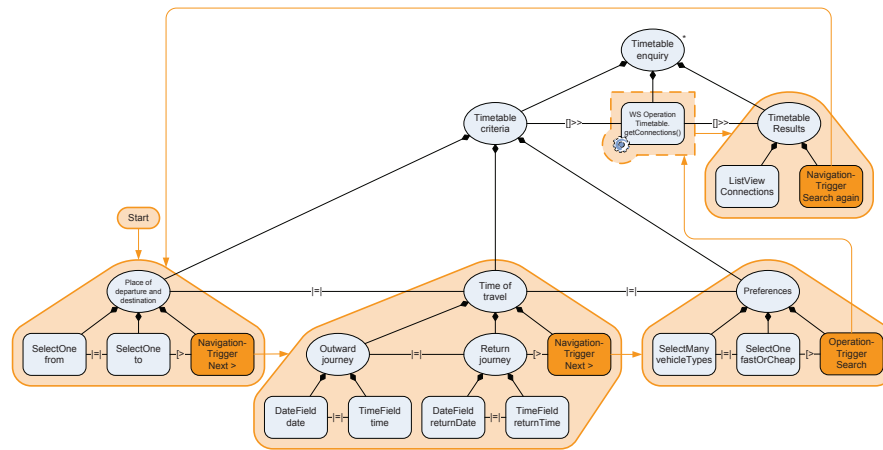 Timetable
enquiry
*
Timetable
criteria
[]>>
WS Operation
Timetable.
getConnections()
[]>>
Timetable
Results
ListView
Connections
Navigation-
Trigger
Search again
Start
Place of
departure and
destination
|=|
Time of
travel
|=|
Preferences
SelectOne
from
|=|
SelectOne
to
[>
Navigation-
Trigger
Next >
Outward
journey
|=|
Return
journey
[>
Navigation-
Trigger
Next >
SelectMany
vehicleTypes
|=|
SelectOne
fastOrCheap
[>
Operation-
Trigger
Search
DateField
date
|=|
TimeField
time
DateField
returnDate
|=|
TimeField
returnTime